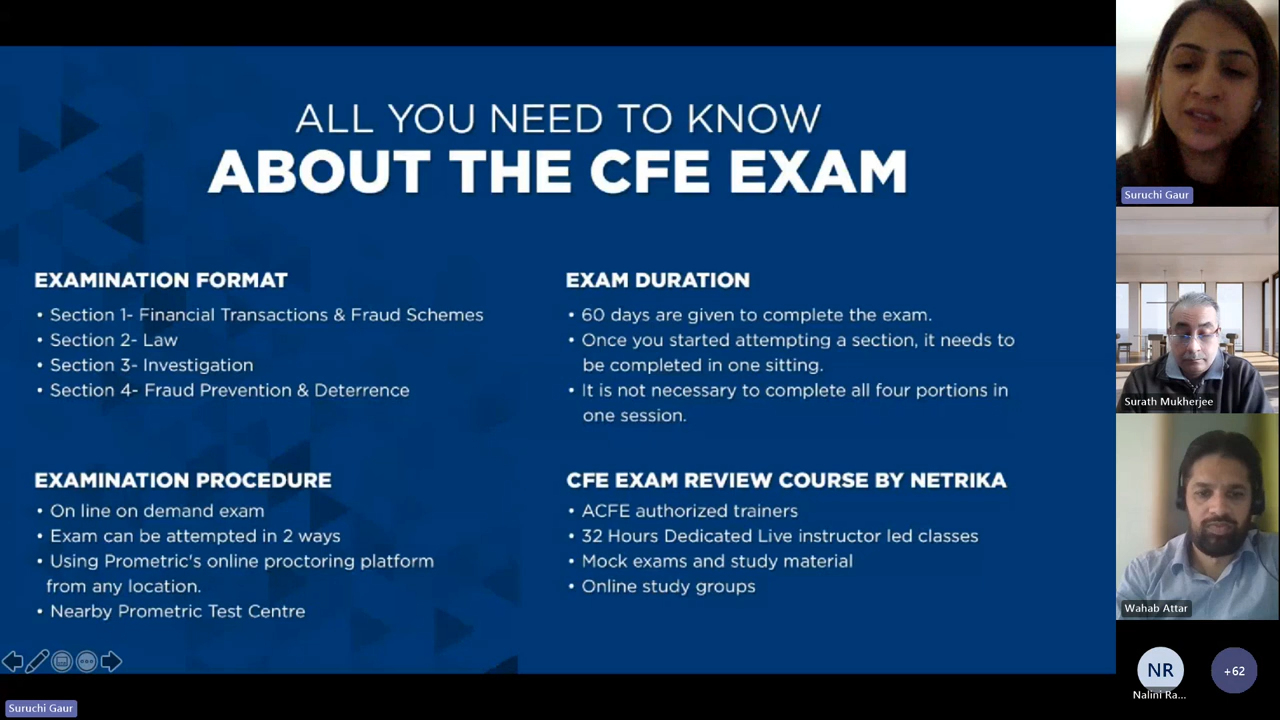 ALL YOU NEED TO KNOW
ABOUT THE CFE EXAM
EXAMINATION FORMAT
• Section 1- Financial Transactions & Fraud Schemes
• Section 2- Law
• Section 3- Investigation
• Section 4- Fraud Prevention & Deterrence
EXAM DURATION
• 60 days are given to complete the exam.
• Once you started attempting a section, it needs to
be completed in one sitting.
• It is not necessary to complete all four portions in
one session.
EXAMINATION PROCEDURE
• On line on demand exam
• Exam can be attempted in 2 ways
• Using Prometric's online proctoring platform
from any location.
• Nearby Prometric Test Centre
CFE EXAM REVIEW COURSE BY NETRIKA
• ACFE authorized trainers
• 32 Hours Dedicated Live instructor led classes
• Mock exams and study material
• Online study groups
Suruchi Gaur
Suruchi Gaur
Surath Mukherjee
Wahab Attar
NR
Nalini Ra...
+62